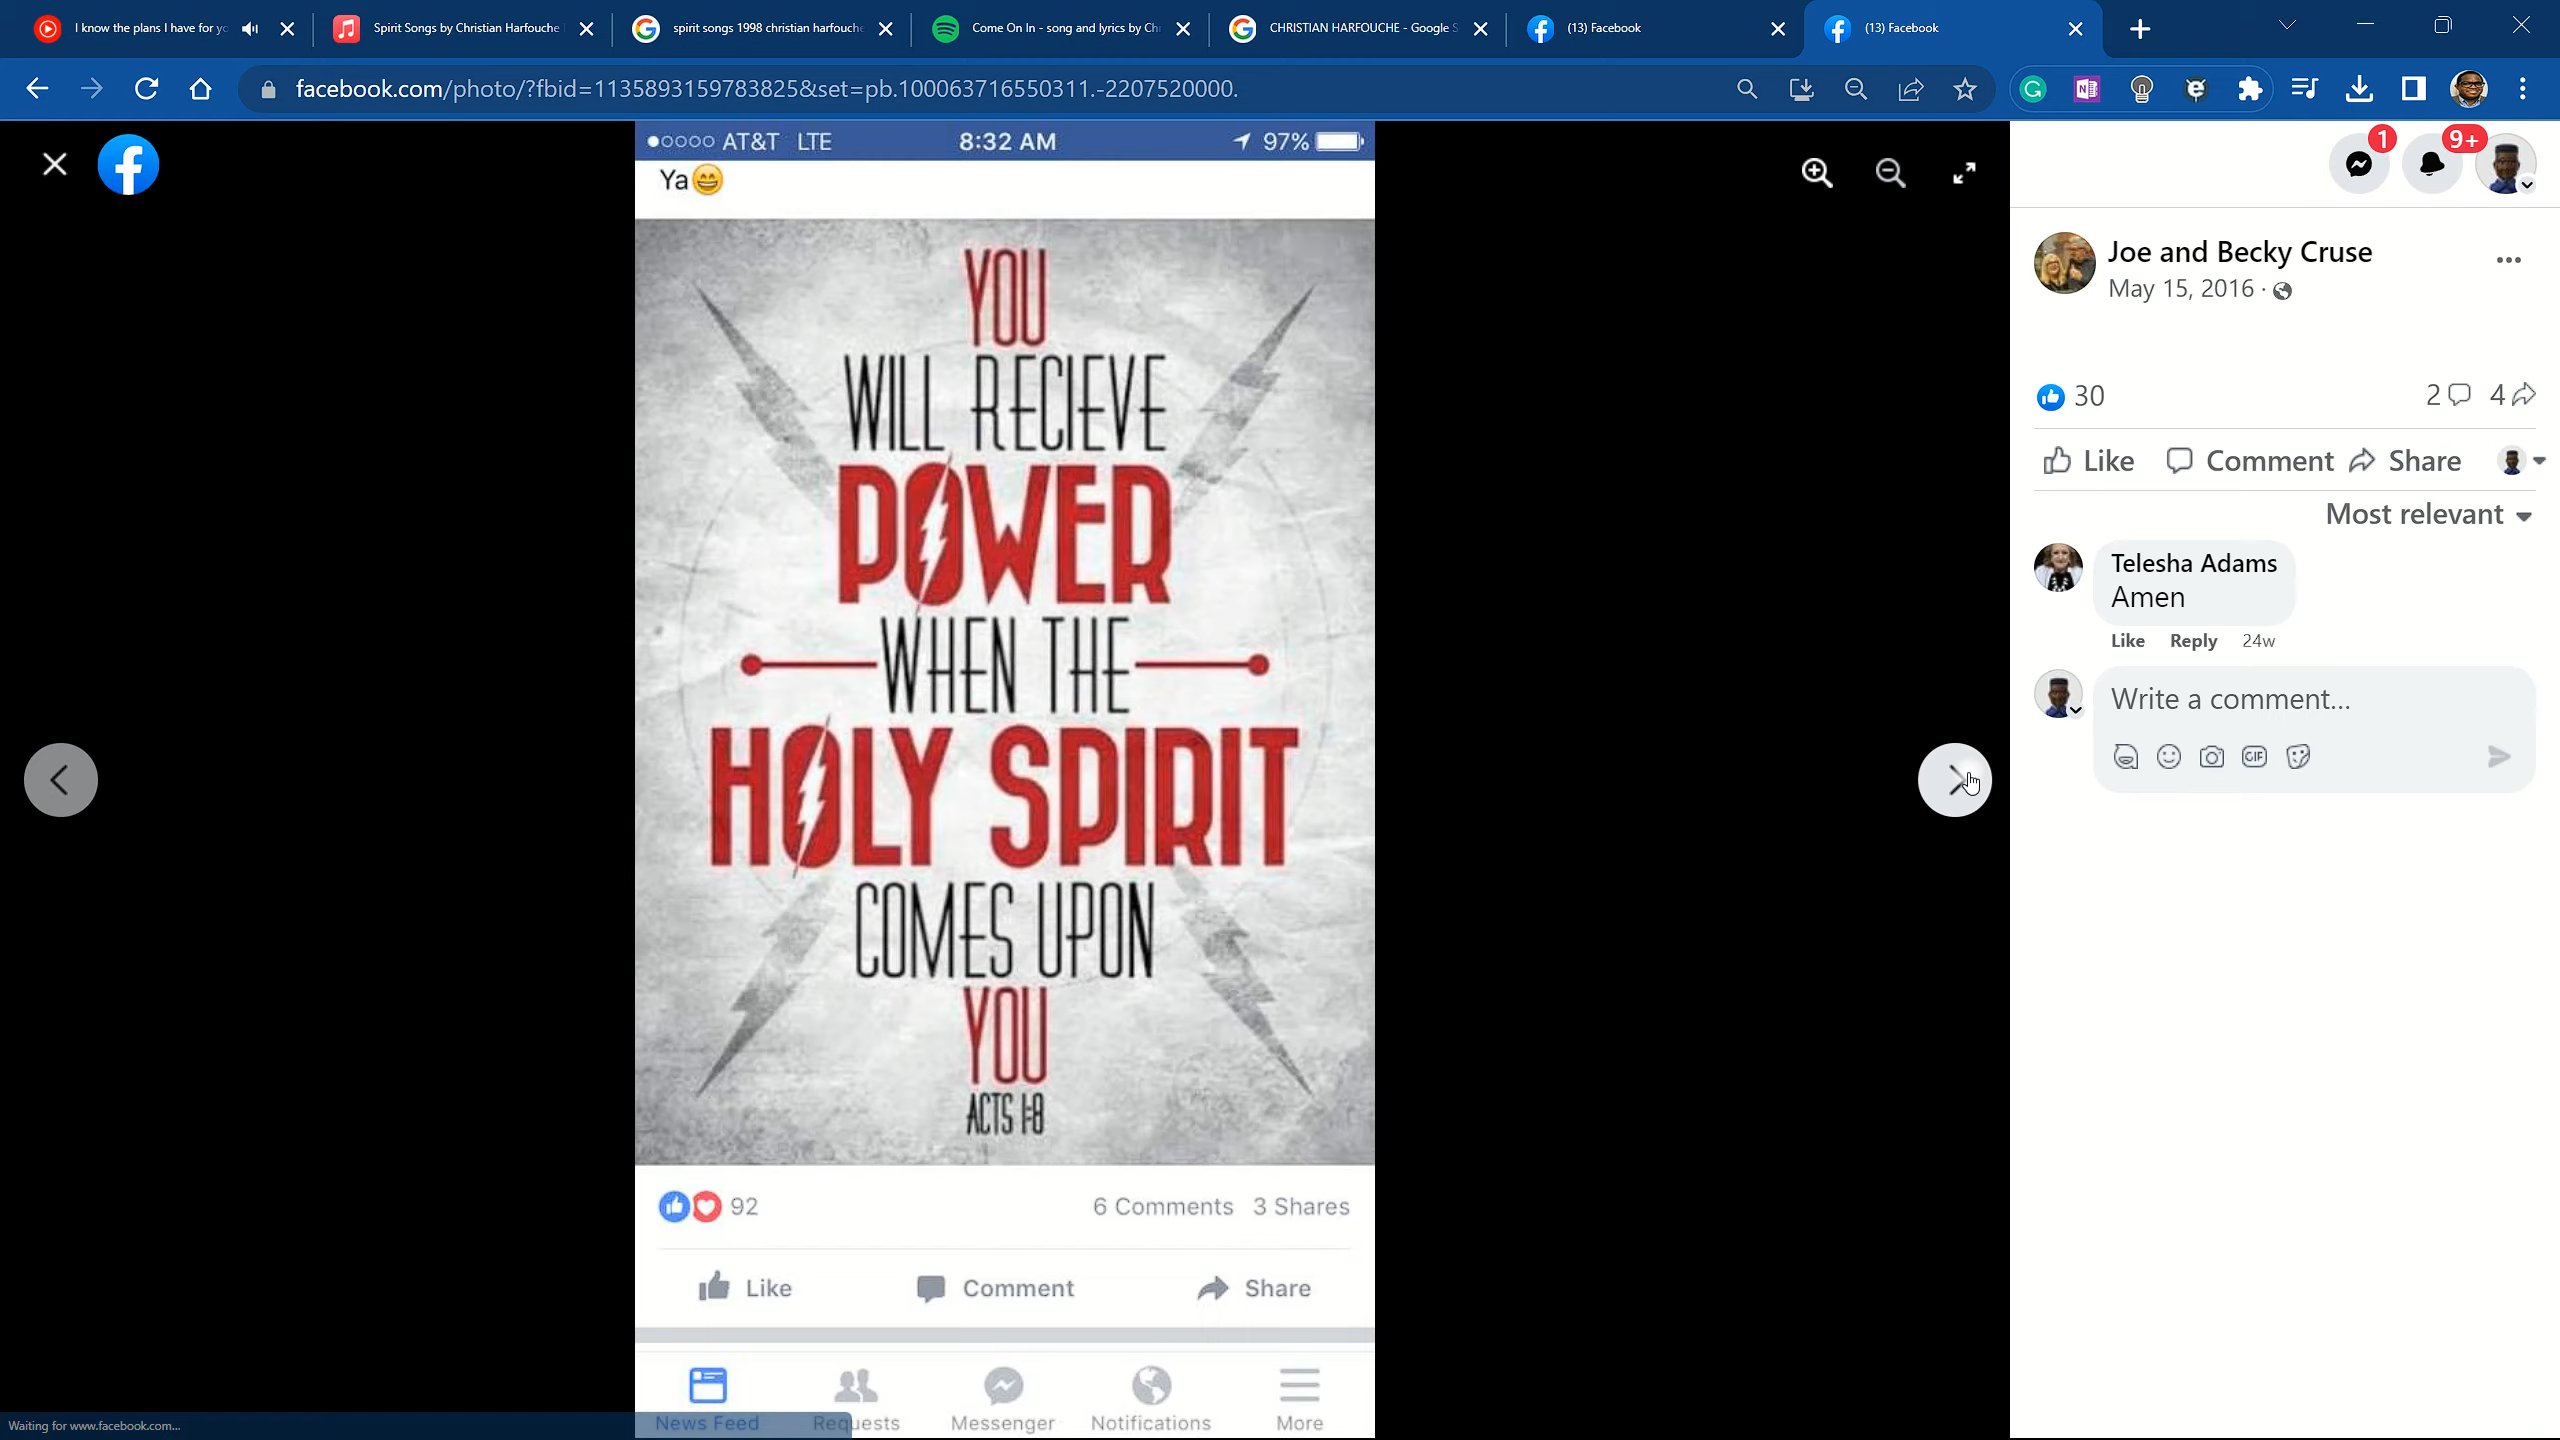 I know the plans I have for yo
Spirit Songs by Christian Harfouche
spirit songs 1998 christian harfouche
Come On In - song and lyrics by Ch
CHRISTIAN HARFOUCHE - Google S
(13) Facebook
(13) Facebook
facebook.com/photo/?fbid=1135893159783825&set=pb.100063716550311.-2207520000.
AT&T LTE 8:32 AM 97%
Ya😄
YOU
WILL RECIEVE
POWER
WHEN THE
HOLY SPIRIT
COMES UPON
YOU
ACTS 1:8
92 6 Comments 3 Shares
Like Comment Share
News Feed Requests Messenger Notifications More
Waiting for www.facebook.com...
1 9+
Joe and Becky Cruse
May 15, 2016
30 2 4
Like Comment Share
Most relevant
Telesha Adams
Amen
Like Reply 24w
Write a comment...
GIF